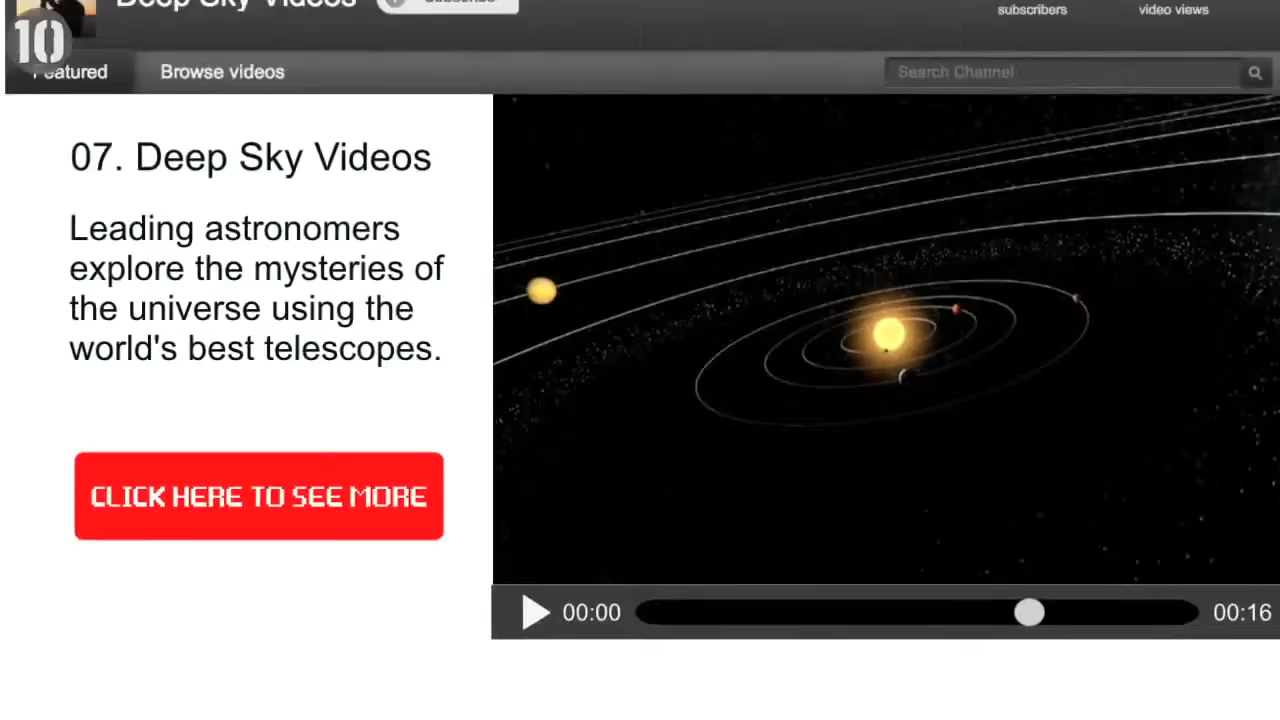 Deep Sky Videos
subscribers
video views
10
Featured
Browse videos
Search Channel
07. Deep Sky Videos
Leading astronomers
explore the mysteries of
the universe using the
world's best telescopes.
CLICK HERE TO SEE MORE
00:00
00:16